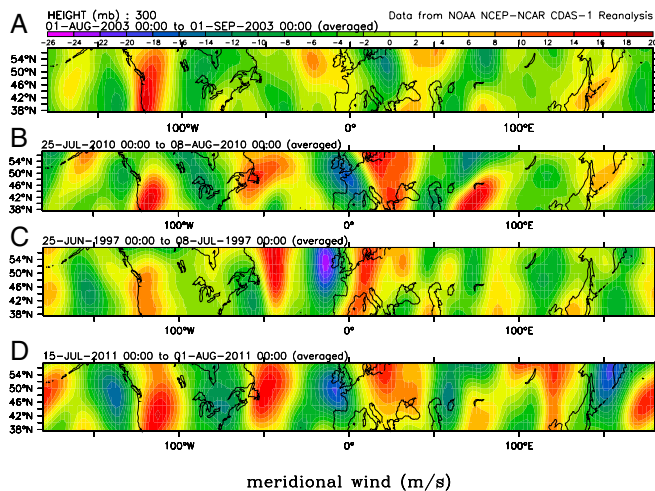 A
HEIGHT (mb) : 300
Data from NOAA NCEP-NCAR CDAS-1 Reanalysis
01-AUG-2003 00:00 to 01-SEP-2003 00:00 (averaged)
-26 -24 -22 -20 -18 -16 -14 -12 -10 -8 -6 -4 -2 0 2 4 6 8 10 12 14 16 18 20
54°N
48°N
42°N
38°N
100°W 0° 100°E
B
25-JUL-2010 00:00 to 08-AUG-2010 00:00 (averaged)
54°N
50°N
46°N
42°N
38°N
100°W 0° 100°E
C
25-JUN-1997 00:00 to 08-JUL-1997 00:00 (averaged)
58°N
54°N
50°N
46°N
42°N
38°N
100°W 0° 100°E
D
15-JUL-2011 00:00 to 01-AUG-2011 00:00 (averaged)
58°N
54°N
50°N
46°N
42°N
38°N
100°W 0° 100°E
meridional wind (m/s)